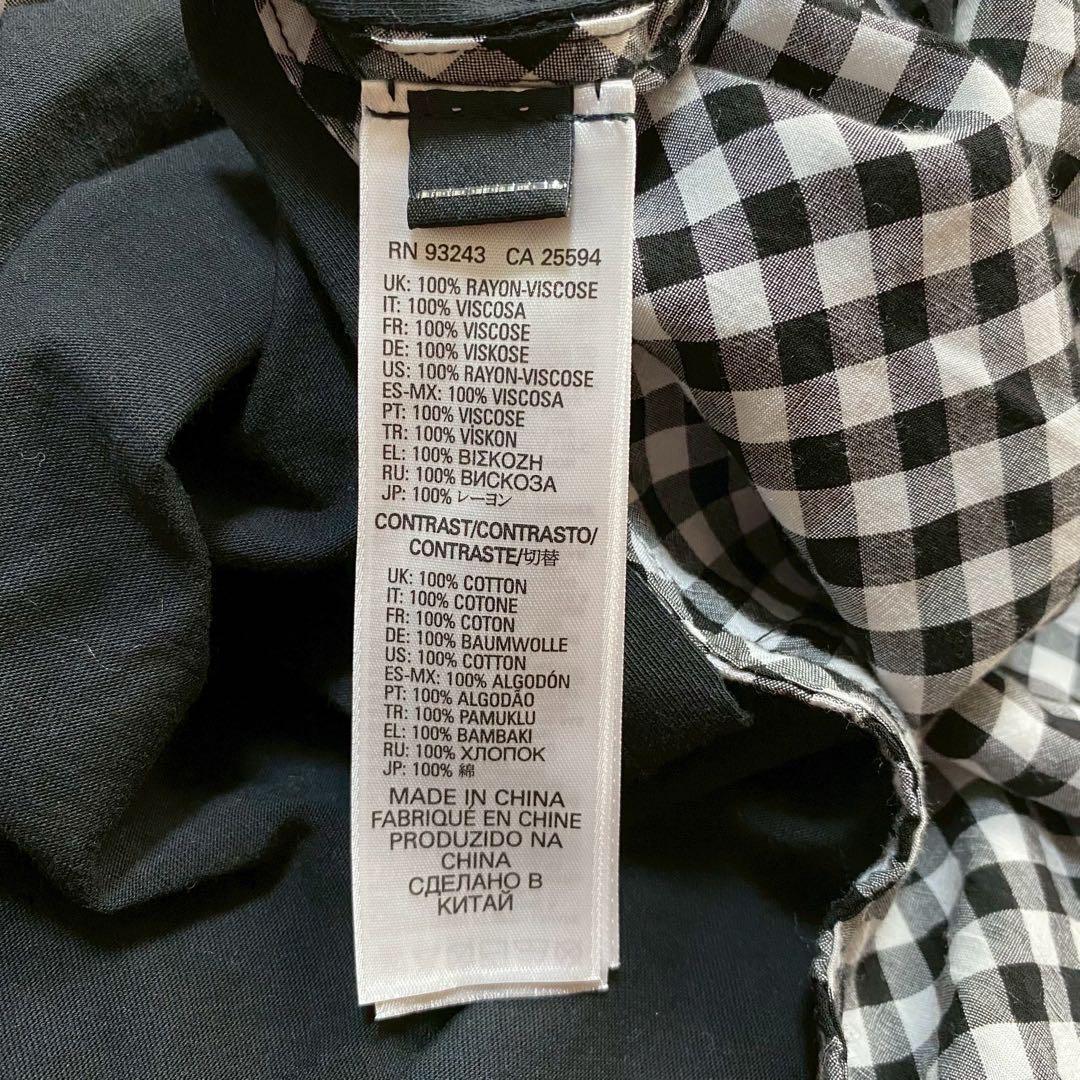 RN 93243 CA 25594
UK: 100% RAYON-VISCOSE
IT: 100% VISCOSA
FR: 100% VISCOSE
DE: 100% VISKOSE
US: 100% RAYON-VISCOSE
ES-MX: 100% VISCOSA
PT: 100% VISCOSE
TR: 100% VİSKON
EL: 100% ΒΙΣΚΟΖΗ
RU: 100% ВИСКОЗА
JP: 100% レーヨン
CONTRAST/CONTRASTO/
CONTRASTE/切替
UK: 100% COTTON
IT: 100% COTONE
FR: 100% COTON
DE: 100% BAUMWOLLE
US: 100% COTTON
ES-MX: 100% ALGODÓN
PT: 100% ALGODÃO
TR: 100% PAMUKLU
EL: 100% BAMBAKI
RU: 100% ХЛОПОК
JP: 100% 綿
MADE IN CHINA
FABRIQUÉ EN CHINE
PRODUZIDO NA
CHINA
СДЕЛАНО В
КИТАЙ